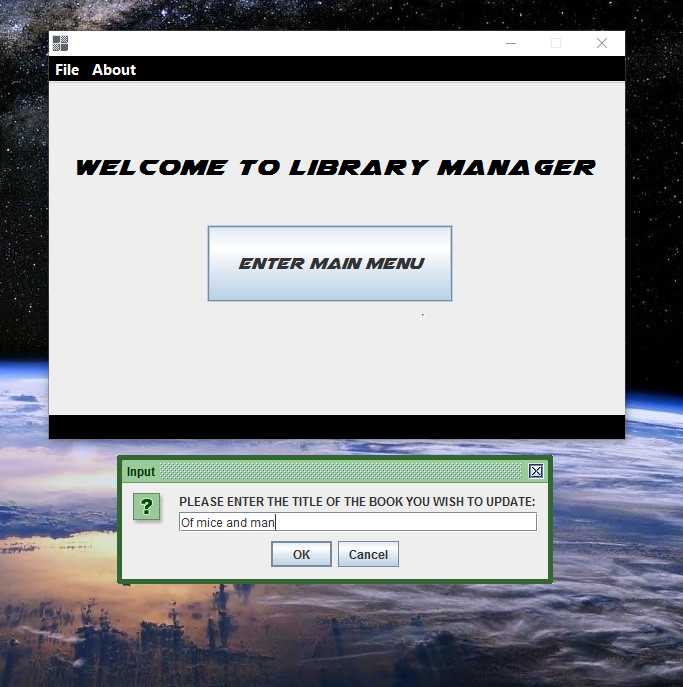 File About
WELCOME TO LIBRARY MANAGER
ENTER MAIN MENU
Input
? PLEASE ENTER THE TITLE OF THE BOOK YOU WISH TO UPDATE:
Of mice and man
OK Cancel